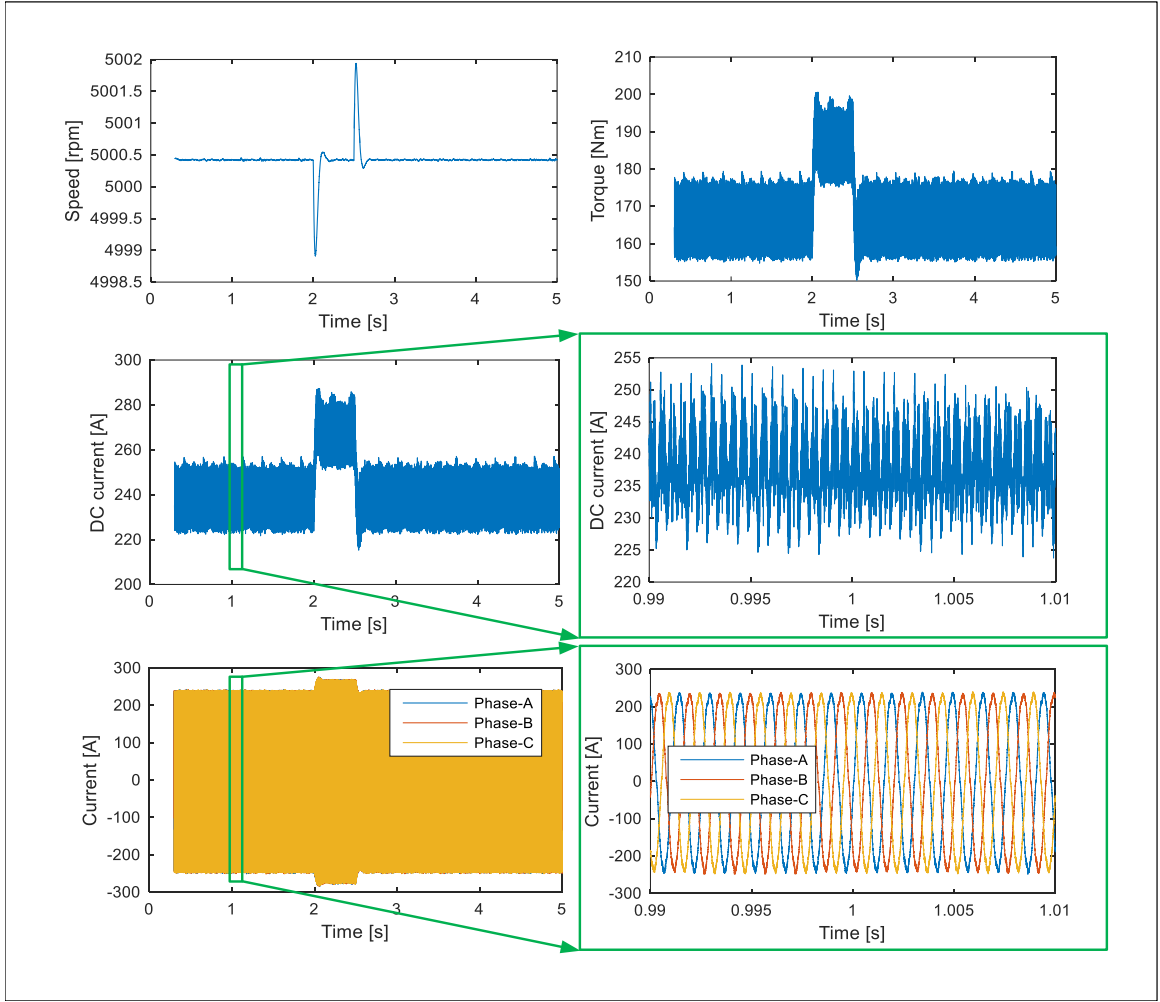 Speed [rpm]
5002
5001.5
5001
5000.5
5000
4999.5
4999
4998.5
0 1 2 3 4 5
Time [s]
Torque [Nm]
210
200
190
180
170
160
150
0 1 2 3 4 5
Time [s]
DC current [A]
300
280
260
240
220
200
0 1 2 3 4 5
Time [s]
DC current [A]
255
250
245
240
235
230
225
220
0.99 0.995 1 1.005 1.01
Time [s]
Current [A]
300
200
100
0
-100
-200
-300
Phase-A
Phase-B
Phase-C
0 1 2 3 4 5
Time [s]
Current [A]
300
200
100
0
-100
-200
-300
Phase-A
Phase-B
Phase-C
0.99 0.995 1 1.005 1.01
Time [s]